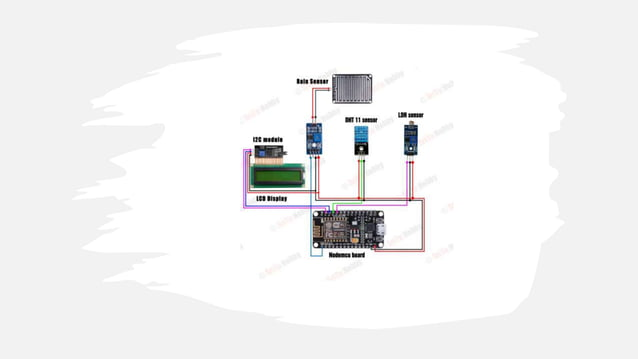 Rain Sensor
DHT 11 sensor
LDR sensor
I2C module
LCD Display
Nodemcu board